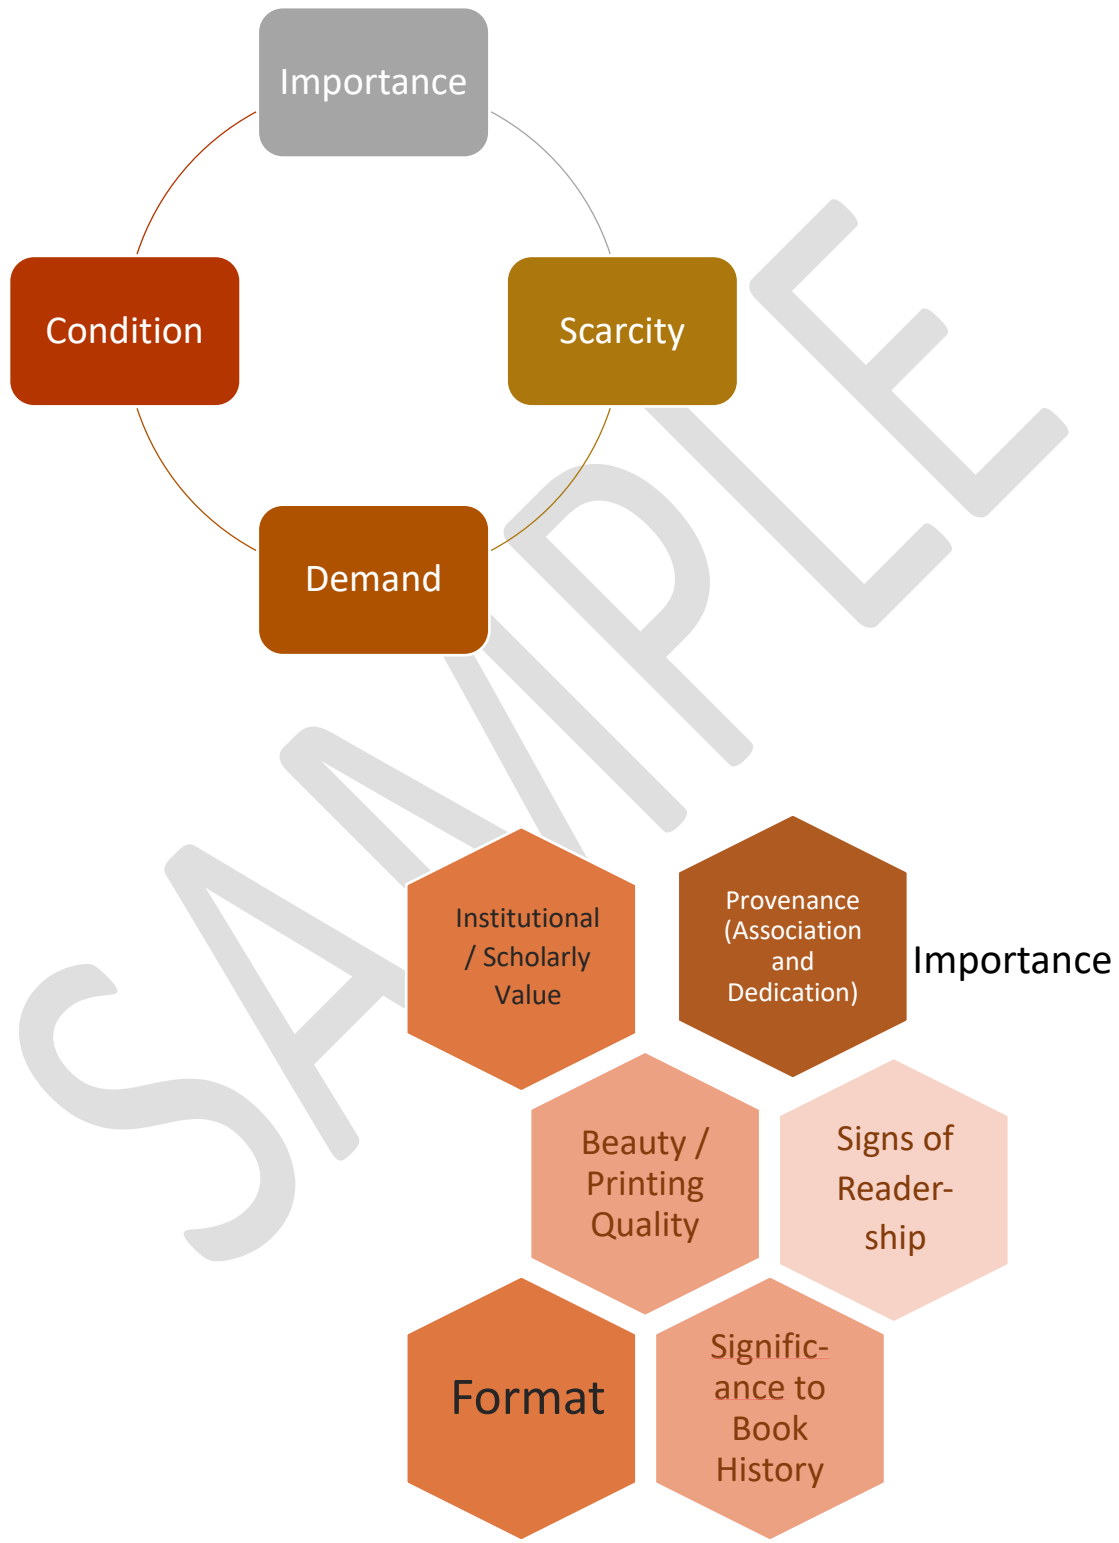 Importance
Condition
Scarcity
Demand
SAMPLE
Institutional
/ Scholarly
Value
Provenance
(Association
and
Dedication)
Importance
Beauty /
Printing
Quality
Signs of
Reader-
ship
Format
Signific-
ance to
Book
History